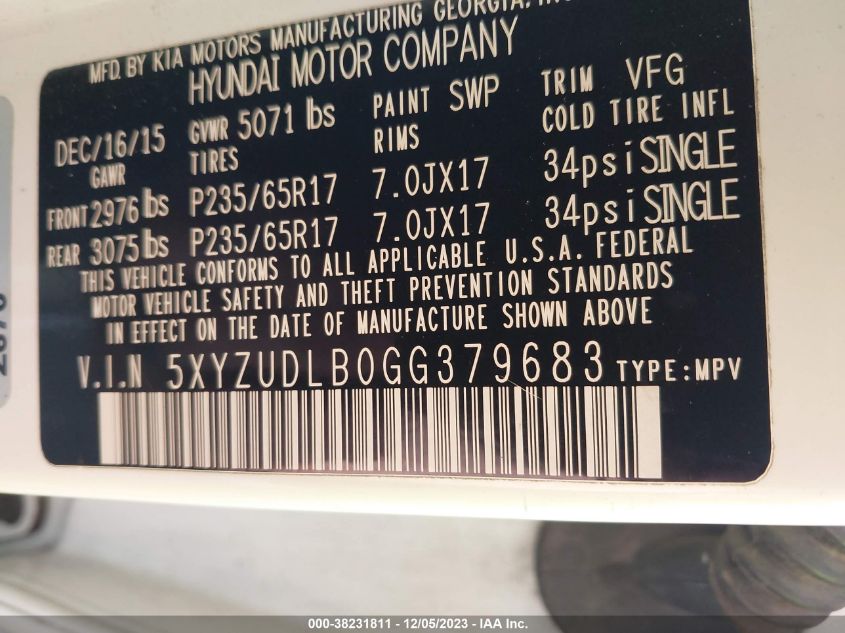 MFD. BY KIA MOTORS MANUFACTURING GEORGIA, INC
HYUNDAI MOTOR COMPANY
DEC/16/15 GVWR 5071 lbs PAINT SWP TRIM VFG
GAWR TIRES RIMS COLD TIRE INFL
FRONT 2976 lbs P235/65R17 7.0JX17 34psi SINGLE
REAR 3075 lbs P235/65R17 7.0JX17 34psi SINGLE
THIS VEHICLE CONFORMS TO ALL APPLICABLE U.S.A. FEDERAL
MOTOR VEHICLE SAFETY AND THEFT PREVENTION STANDARDS
IN EFFECT ON THE DATE OF MANUFACTURE SHOWN ABOVE
V.I.N 5XYZUDLB0GG379683 TYPE:MPV
000-38231811 - 12/05/2023 - IAA Inc.